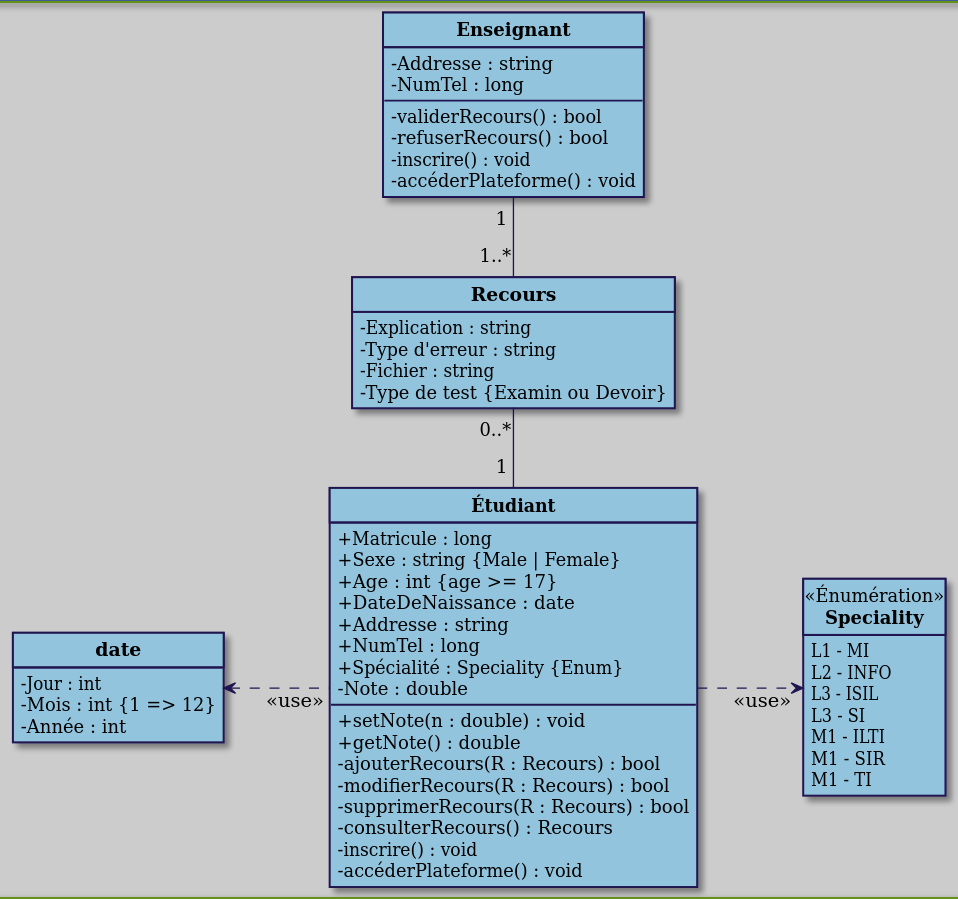 Enseignant
-Addresse : string
-NumTel : long
-validerRecours() : bool
-refuserRecours() : bool
-inscrire() : void
-accéderPlateforme() : void
1
1..*
Recours
-Explication : string
-Type d'erreur : string
-Fichier : string
-Type de test {Examin ou Devoir}
0..*
1
Étudiant
+Matricule : long
+Sexe : string {Male | Female}
+Age : int {age >= 17}
+DateDeNaissance : date
+Addresse : string
+NumTel : long
+Spécialité : Speciality {Enum}
-Note : double
+setNote(n : double) : void
+getNote() : double
-ajouterRecours(R : Recours) : bool
-modifierRecours(R : Recours) : bool
-supprimerRecours(R : Recours) : bool
-consulterRecours() : Recours
-inscrire() : void
-accéderPlateforme() : void
date
-Jour : int
-Mois : int {1 => 12}
-Année : int
«use»
«use»
«Énumération»
Speciality
L1 - MI
L2 - INFO
L3 - ISIL
L3 - SI
M1 - ILTI
M1 - SIR
M1 - TI